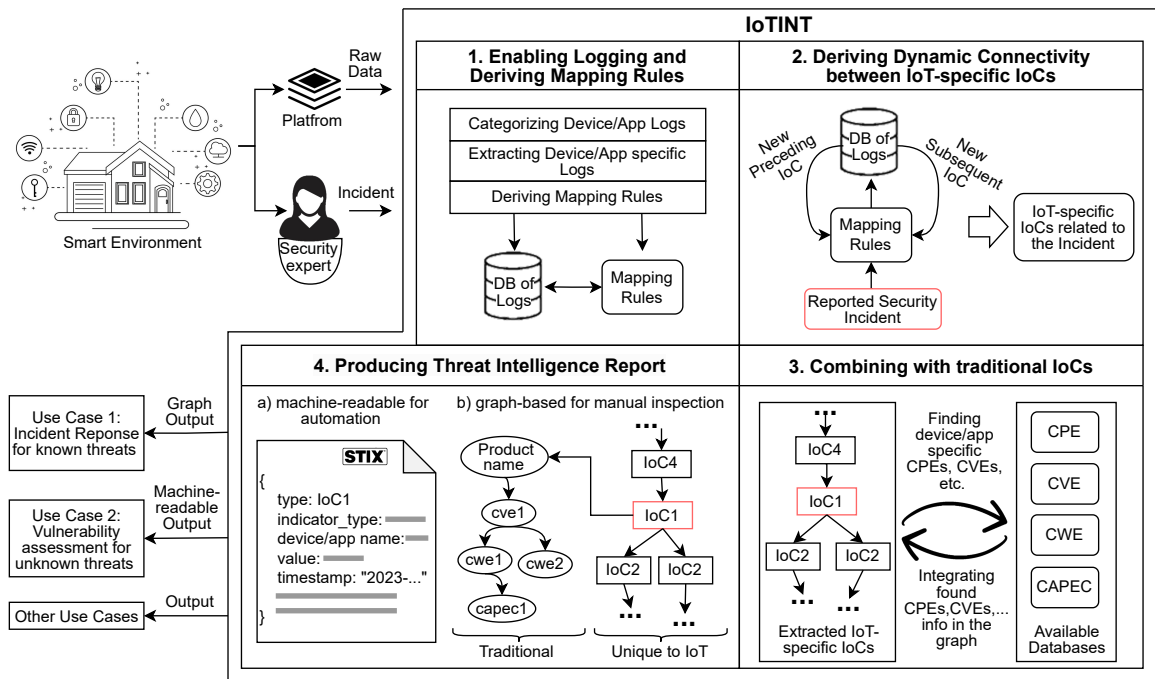 IoTINT
Smart Environment
Raw
Data
Platfrom
Incident
Security
expert
1. Enabling Logging and
Deriving Mapping Rules
Categorizing Device/App Logs
Extracting Device/App specific
Logs
Deriving Mapping Rules
DB of
Logs
Mapping
Rules
2. Deriving Dynamic Connectivity
between IoT-specific IoCs
New
Preceding
IoC
DB of
Logs
New
Subsequent
IoC
Mapping
Rules
Reported Security
Incident
IoT-specific
IoCs related to
the Incident
3. Combining with traditional IoCs
...
IoC4
IoC1
IoC2
IoC2
...
...
Extracted IoT-
specific IoCs
Finding
device/app
specific
CPEs, CVEs,
etc.
Integrating
found
CPEs,CVEs,...
info in the
graph
CPE
CVE
CWE
CAPEC
Available
Databases
4. Producing Threat Intelligence Report
a) machine-readable for
automation
STIX
{
type: IoC1
indicator_type:
device/app name:
value:
timestamp: "2023-..."
}
b) graph-based for manual inspection
Product
name
cve1
cwe1
cwe2
capec1
Traditional
...
IoC4
IoC1
IoC2
IoC2
...
...
Unique to IoT
Graph
Output
Use Case 1:
Incident Reponse
for known threats
Machine-
readable
Output
Use Case 2:
Vulnerability
assessment for
unknown threats
Output
Other Use Cases